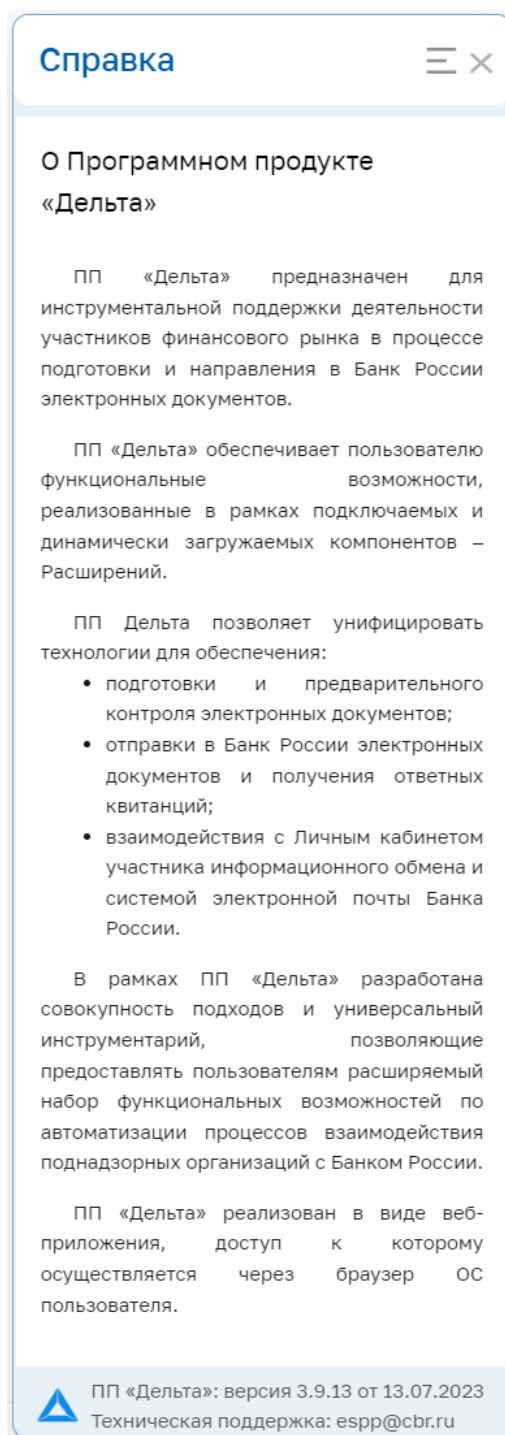 Справка
О Программном продукте
«Дельта»
ПП «Дельта» предназначен для
инструментальной поддержки деятельности
участников финансового рынка в процессе
подготовки и направления в Банк России
электронных документов.
ПП «Дельта» обеспечивает пользователю
функциональные возможности,
реализованные в рамках подключаемых и
динамически загружаемых компонентов –
Расширений.
ПП Дельта позволяет унифицировать
технологии для обеспечения:
• подготовки и предварительного
контроля электронных документов;
• отправки в Банк России электронных
документов и получения ответных
квитанций;
• взаимодействия с Личным кабинетом
участника информационного обмена и
системой электронной почты Банка
России.
В рамках ПП «Дельта» разработана
совокупность подходов и универсальный
инструментарий, позволяющие
предоставлять пользователям расширяемый
набор функциональных возможностей по
автоматизации процессов взаимодействия
поднадзорных организаций с Банком России.
ПП «Дельта» реализован в виде веб-
приложения, доступ к которому
осуществляется через браузер ОС
пользователя.
ПП «Дельта»: версия 3.9.13 от 13.07.2023
Техническая поддержка: espp@cbr.ru